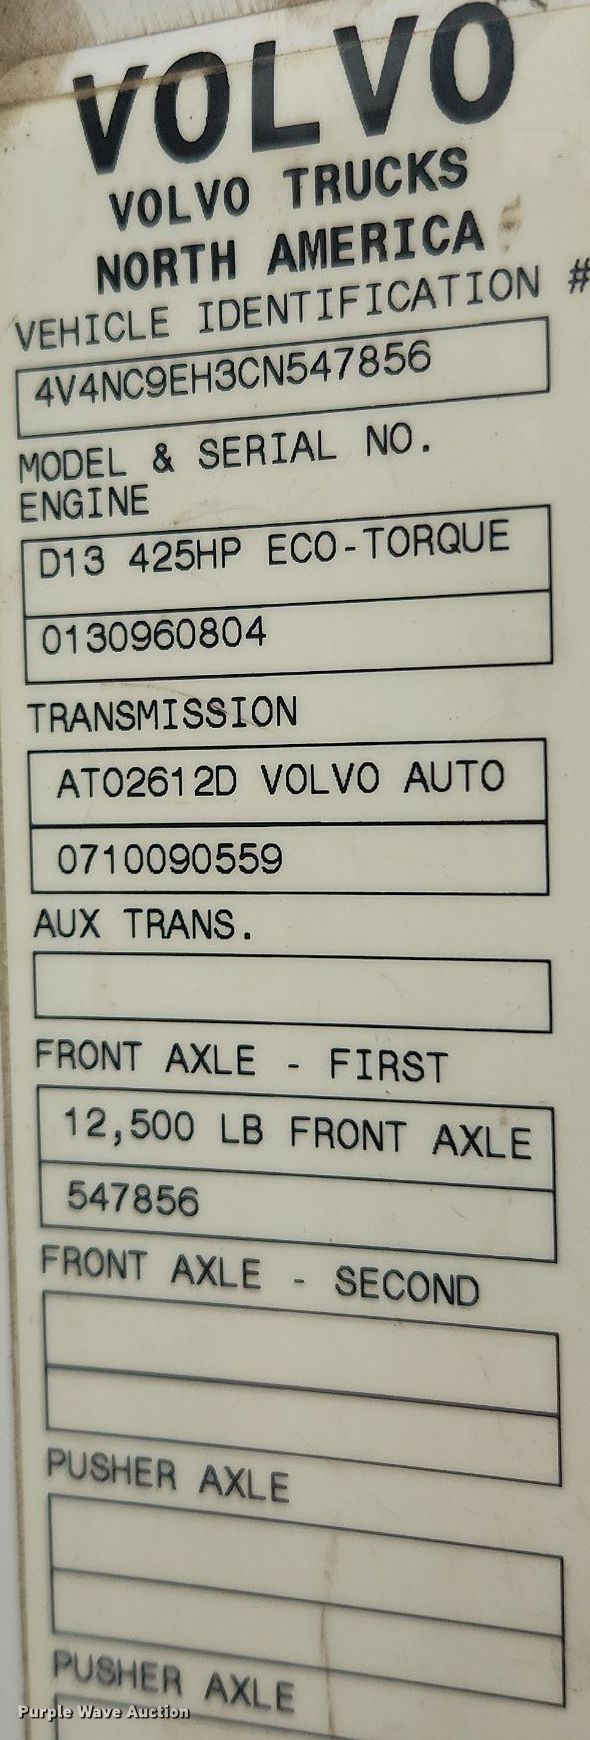 VOLVO
VOLVO TRUCKS
NORTH AMERICA
VEHICLE IDENTIFICATION #
4V4NC9EH3CN547856
MODEL & SERIAL NO.
ENGINE
D13 425HP ECO-TORQUE
0130960804
TRANSMISSION
ATO2612D VOLVO AUTO
0710090559
AUX TRANS.
FRONT AXLE - FIRST
12,500 LB FRONT AXLE
547856
FRONT AXLE - SECOND
PUSHER AXLE
PUSHER AXLE
Purple Wave Auction